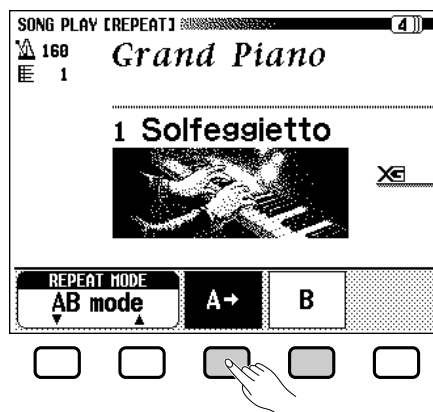 SONG PLAY [REPEAT] 4
160
1
Grand Piano
1 Solfeggietto
XG
REPEAT MODE
AB mode
A→
B